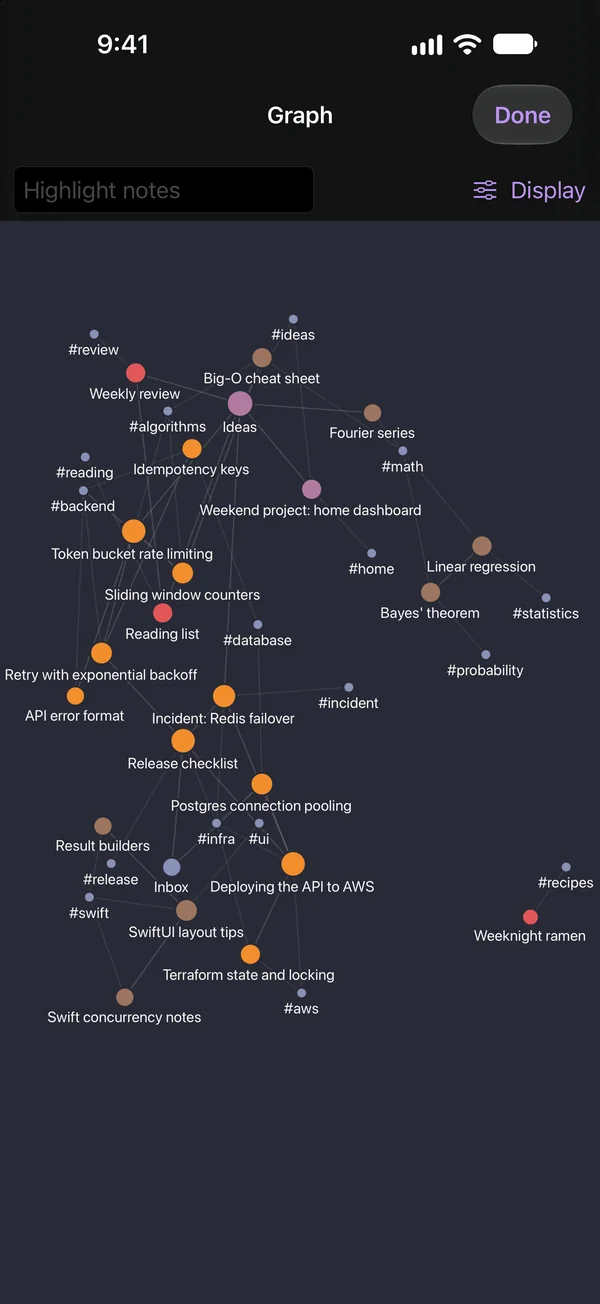 9:41
Graph
Done
Highlight notes
Display
#ideas
#review
Big-O cheat sheet
Weekly review
#algorithms
Ideas
Fourier series
#math
#reading
Idempotency keys
#backend
Weekend project: home dashboard
Token bucket rate limiting
#home
Linear regression
Sliding window counters
Bayes' theorem
#statistics
Reading list
#database
#probability
Retry with exponential backoff
#incident
API error format
Incident: Redis failover
Release checklist
Postgres connection pooling
#infra
#ui
Result builders
#release
Inbox
Deploying the API to AWS
#recipes
#swift
SwiftUI layout tips
Weeknight ramen
Terraform state and locking
#aws
Swift concurrency notes